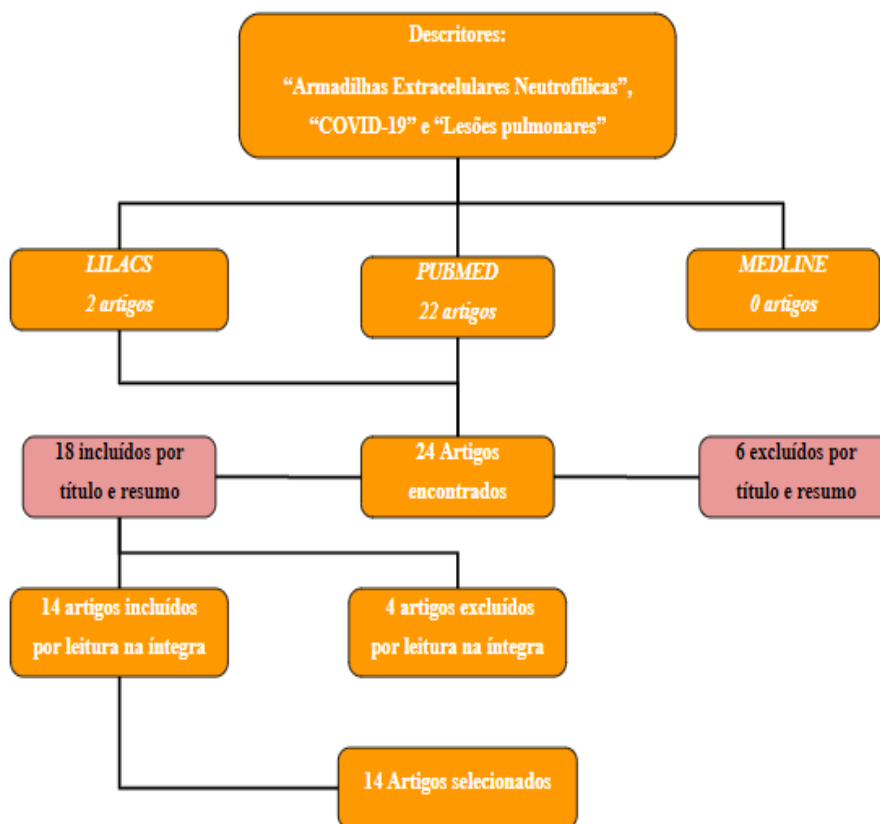 Descritores:
“Armadilhas Extracelulares Neutrofílicas”,
“COVID-19” e “Lesões pulmonares”
LILACS
2 artigos
PUBMED
22 artigos
MEDLINE
0 artigos
18 incluídos por
título e resumo
24 Artigos
encontrados
6 excluídos por
título e resumo
14 artigos incluídos
por leitura na íntegra
4 artigos excluídos
por leitura na íntegra
14 Artigos selecionados